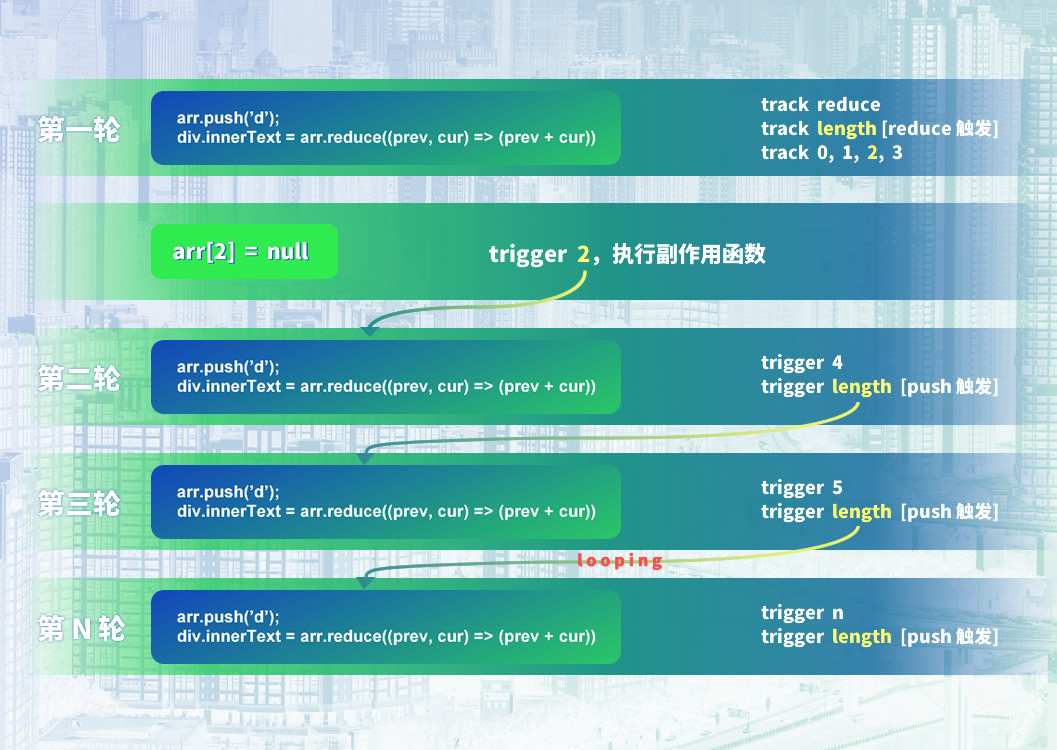 第一轮
arr.push('d');
div.innerText = arr.reduce((prev, cur) => (prev + cur))
track reduce
track length [reduce 触发]
track 0, 1, 2, 3
arr[2] = null
trigger 2，执行副作用函数
第二轮
arr.push('d');
div.innerText = arr.reduce((prev, cur) => (prev + cur))
trigger 4
trigger length [push 触发]
第三轮
arr.push('d');
div.innerText = arr.reduce((prev, cur) => (prev + cur))
trigger 5
trigger length [push 触发]
looping
第 N 轮
arr.push('d');
div.innerText = arr.reduce((prev, cur) => (prev + cur))
trigger n
trigger length [push 触发]